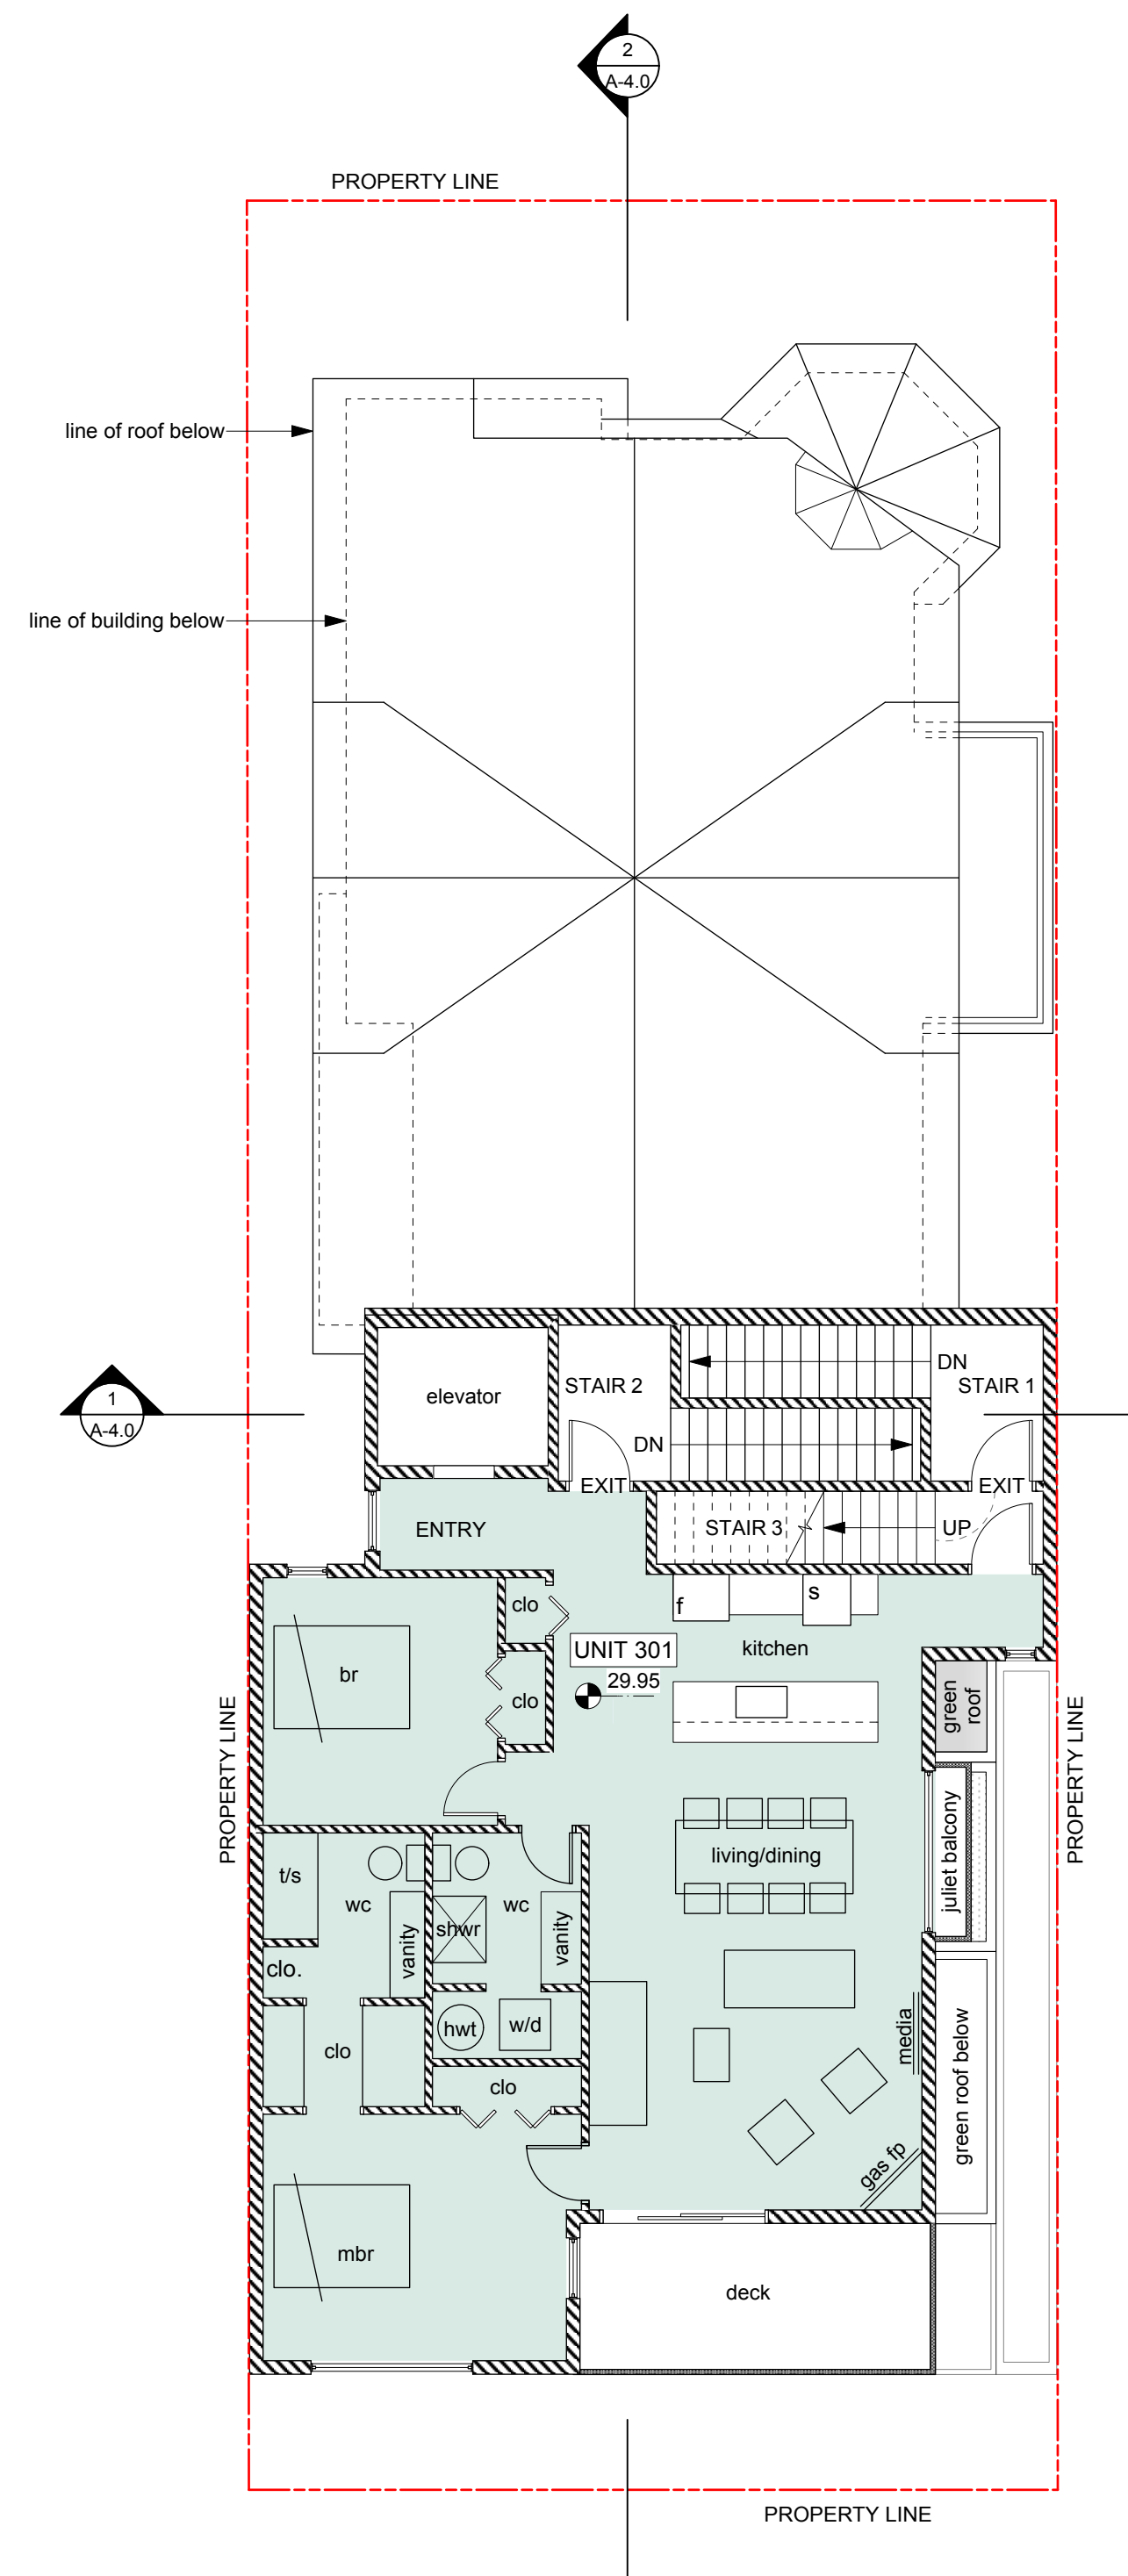 2
A-4.0
PROPERTY LINE
line of roof below
line of building below
1
A-4.0
elevator
STAIR 2
DN
STAIR 1
DN
EXIT
EXIT
ENTRY
STAIR 3
UP
f
s
clo
UNIT 301
kitchen
29.95
br
clo
green
roof
PROPERTY LINE
PROPERTY LINE
juliet balcony
living/dining
t/s
wc
wc
shwr
vanity
vanity
clo.
hwt
w/d
media
clo
clo
green roof below
gas fp
mbr
deck
PROPERTY LINE